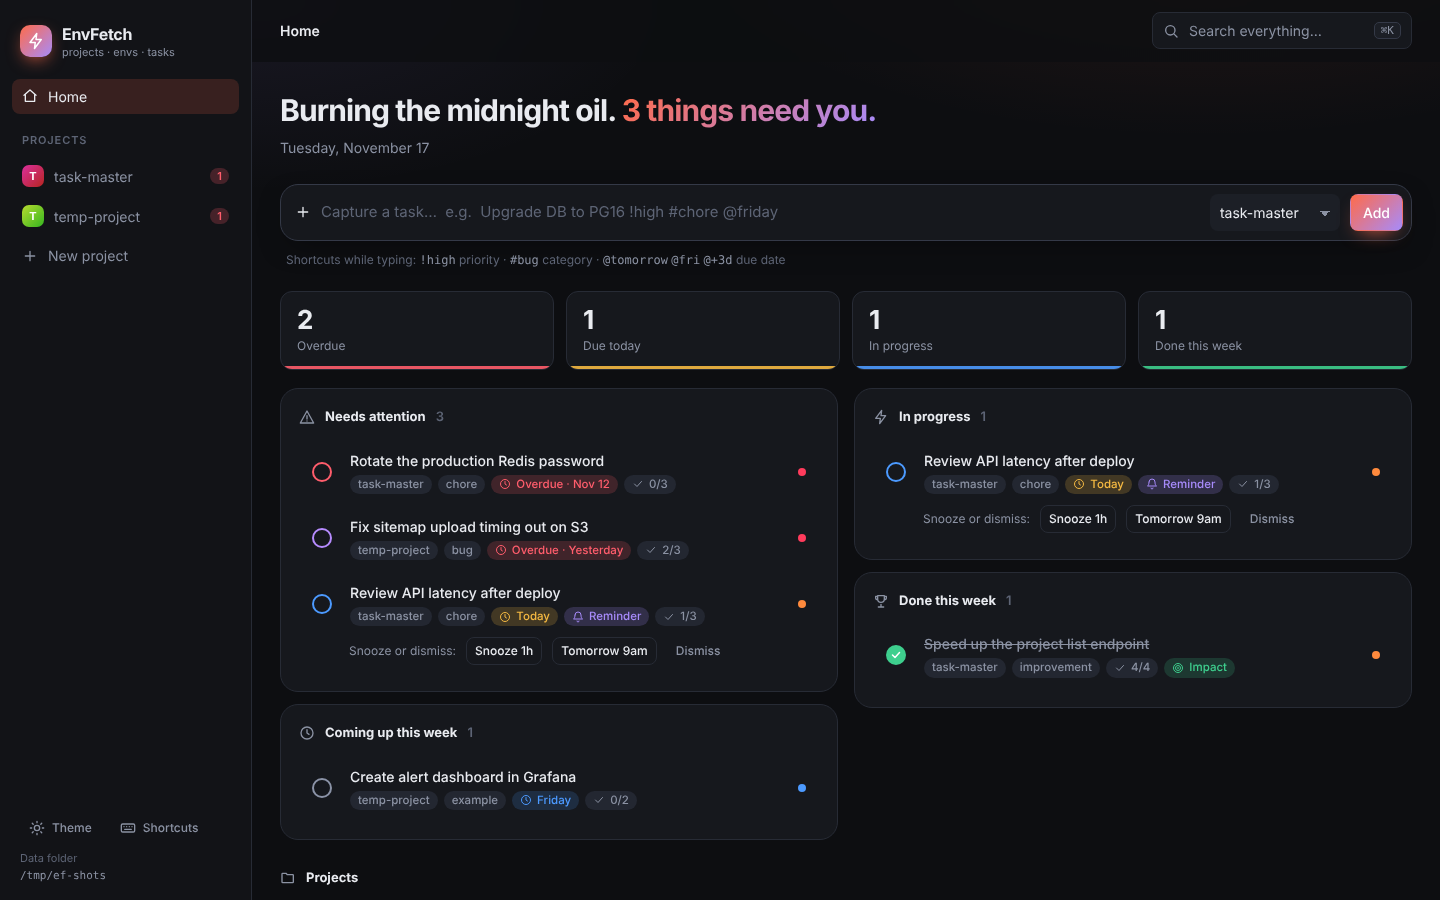 EnvFetch
projects · envs · tasks
Home
PROJECTS
T task-master 1
T temp-project 1
New project
Theme
Shortcuts
Data folder
/tmp/ef-shots
Home
Search everything... ⌘K
Burning the midnight oil. 3 things need you.
Tuesday, November 17
Capture a task... e.g. Upgrade DB to PG16 !high #chore @friday
task-master
Add
Shortcuts while typing: !high priority · #bug category · @tomorrow @fri @+3d due date
2
Overdue
1
Due today
1
In progress
1
Done this week
Needs attention 3
Rotate the production Redis password
task-master chore Overdue · Nov 12 0/3
Fix sitemap upload timing out on S3
temp-project bug Overdue · Yesterday 2/3
Review API latency after deploy
task-master chore Today Reminder 1/3
Snooze or dismiss: Snooze 1h Tomorrow 9am Dismiss
Coming up this week 1
Create alert dashboard in Grafana
temp-project example Friday 0/2
In progress 1
Review API latency after deploy
task-master chore Today Reminder 1/3
Snooze or dismiss: Snooze 1h Tomorrow 9am Dismiss
Done this week 1
Speed up the project list endpoint
task-master improvement 4/4 Impact
Projects